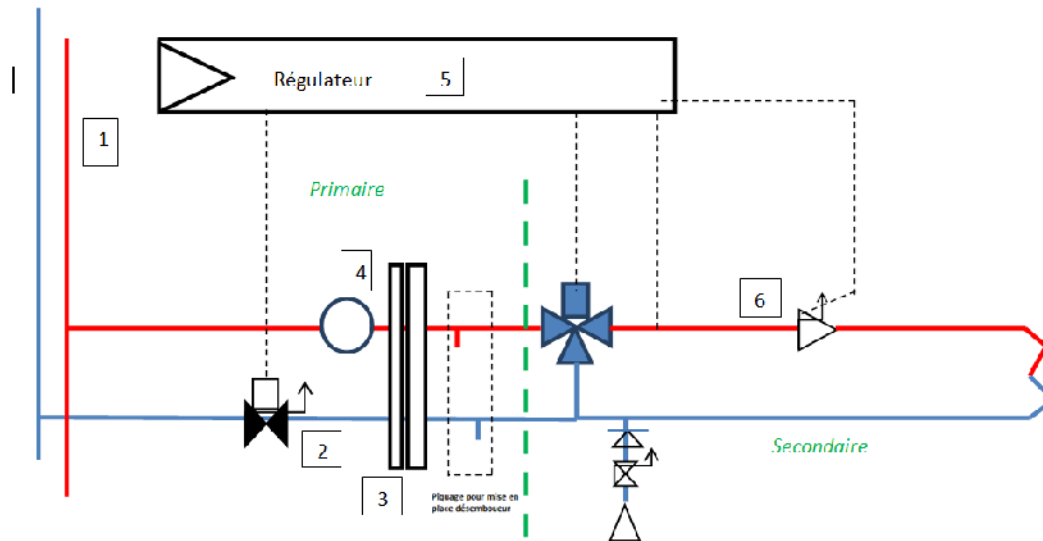 Régulateur
5
1
Primaire
4
6
2
Secondaire
3
Piquage pour mise en
place désemboueur